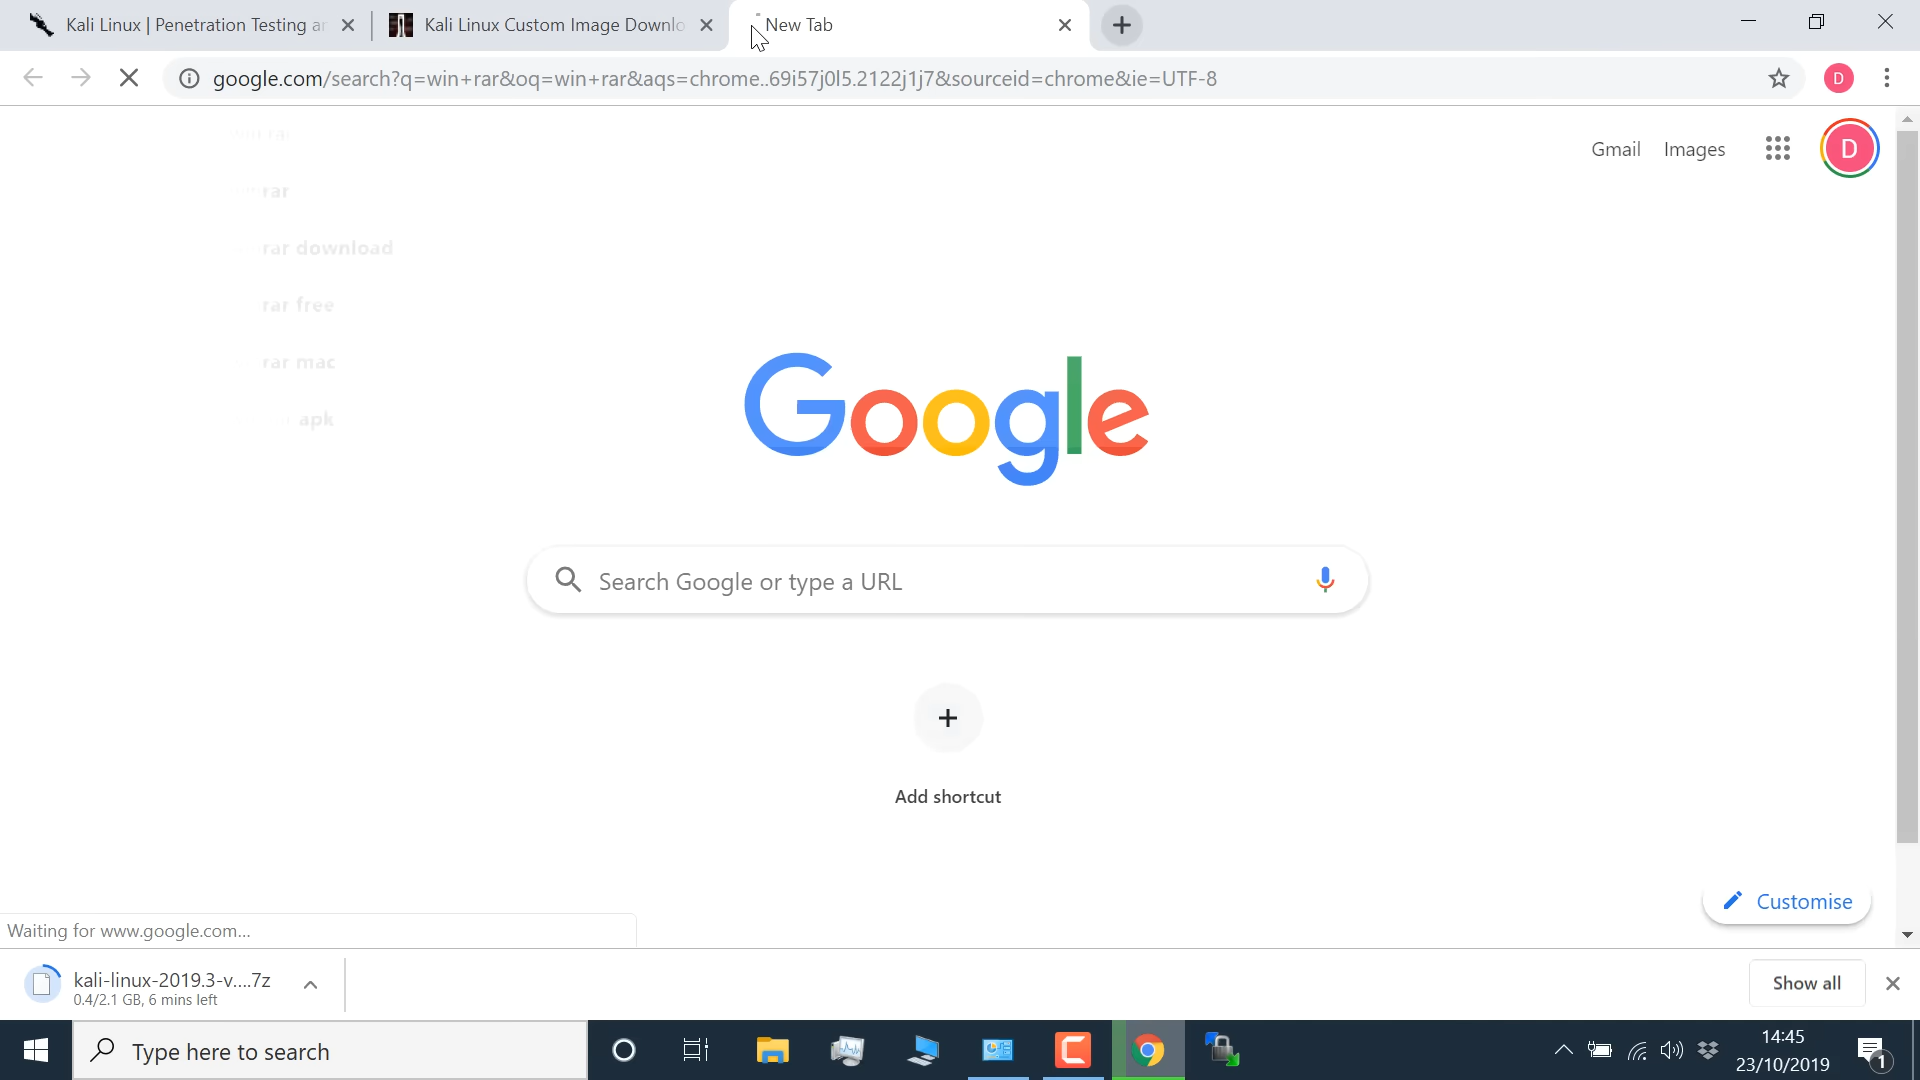 Kali Linux | Penetration Testing ar
Kali Linux Custom Image Downlo
New Tab
google.com/search?q=win+rar&oq=win+rar&aqs=chrome..69i57j0l5.2122j1j7&sourceid=chrome&ie=UTF-8
D
win rar
rar
rar download
rar free
rar mac
apk
Gmail
Images
D
Google
Search Google or type a URL
Add shortcut
Customise
Waiting for www.google.com...
kali-linux-2019.3-v....7z
0.4/2.1 GB, 6 mins left
Show all
Type here to search
14:45
23/10/2019
1